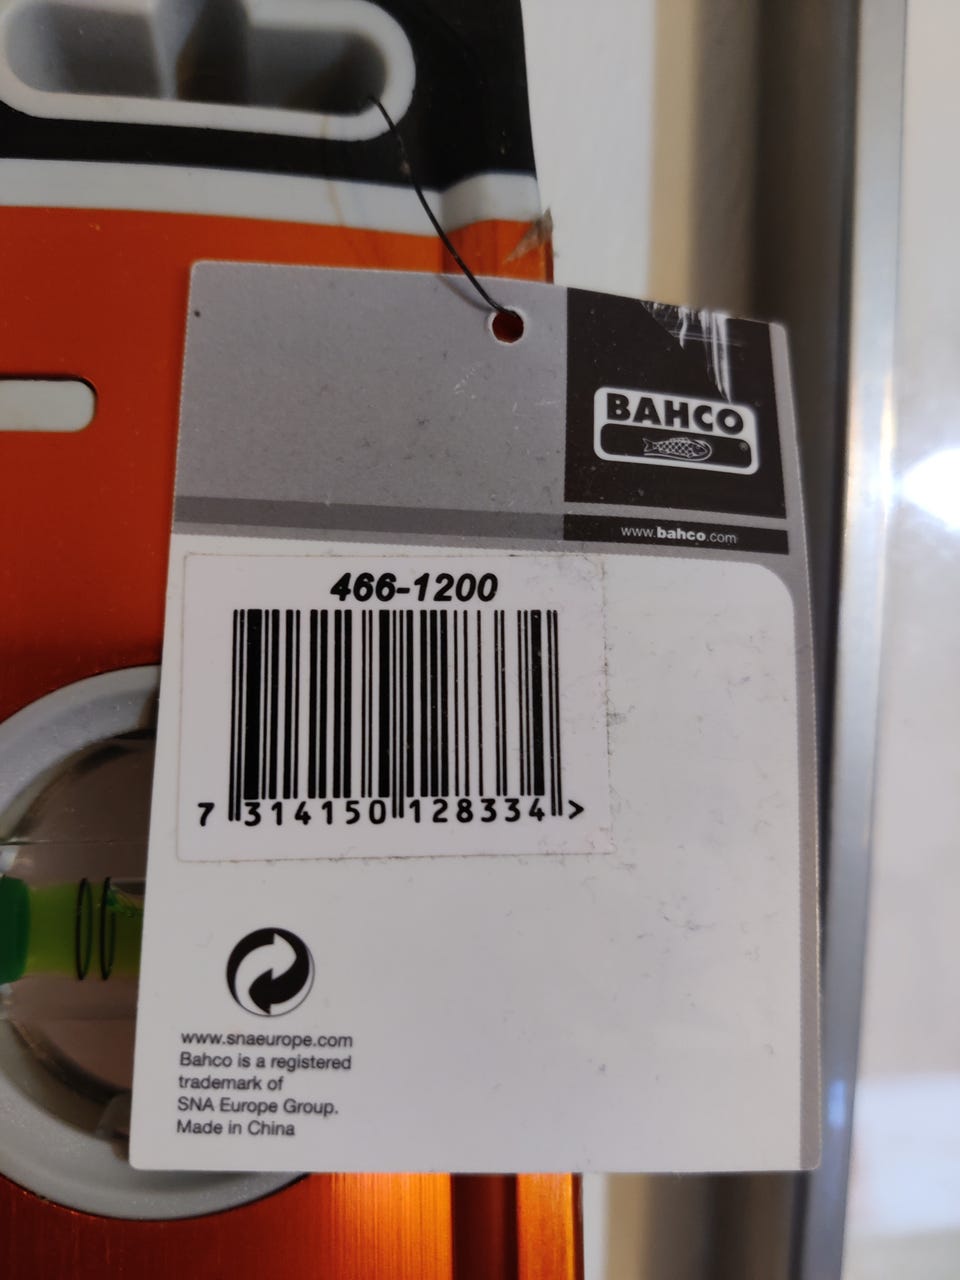 BAHCO
www.bahco.com
466-1200
7 314150 128334 >
www.snaeurope.com
Bahco is a registered
trademark of
SNA Europe Group.
Made in China